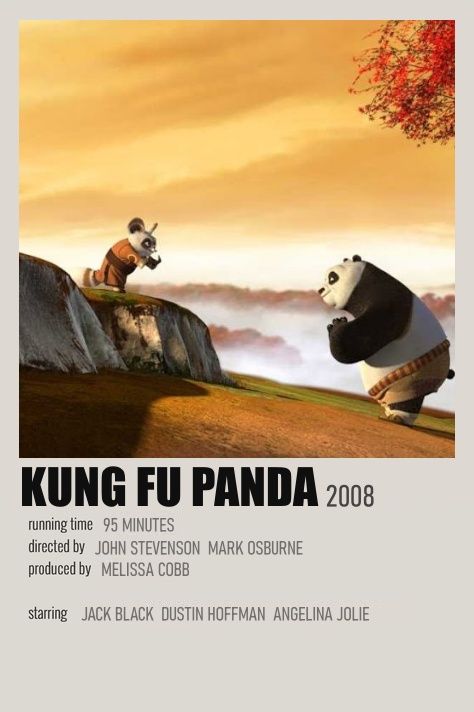 KUNG FU PANDA 2008
running time 95 MINUTES
directed by JOHN STEVENSON MARK OSBURNE
produced by MELISSA COBB
starring JACK BLACK DUSTIN HOFFMAN ANGELINA JOLIE